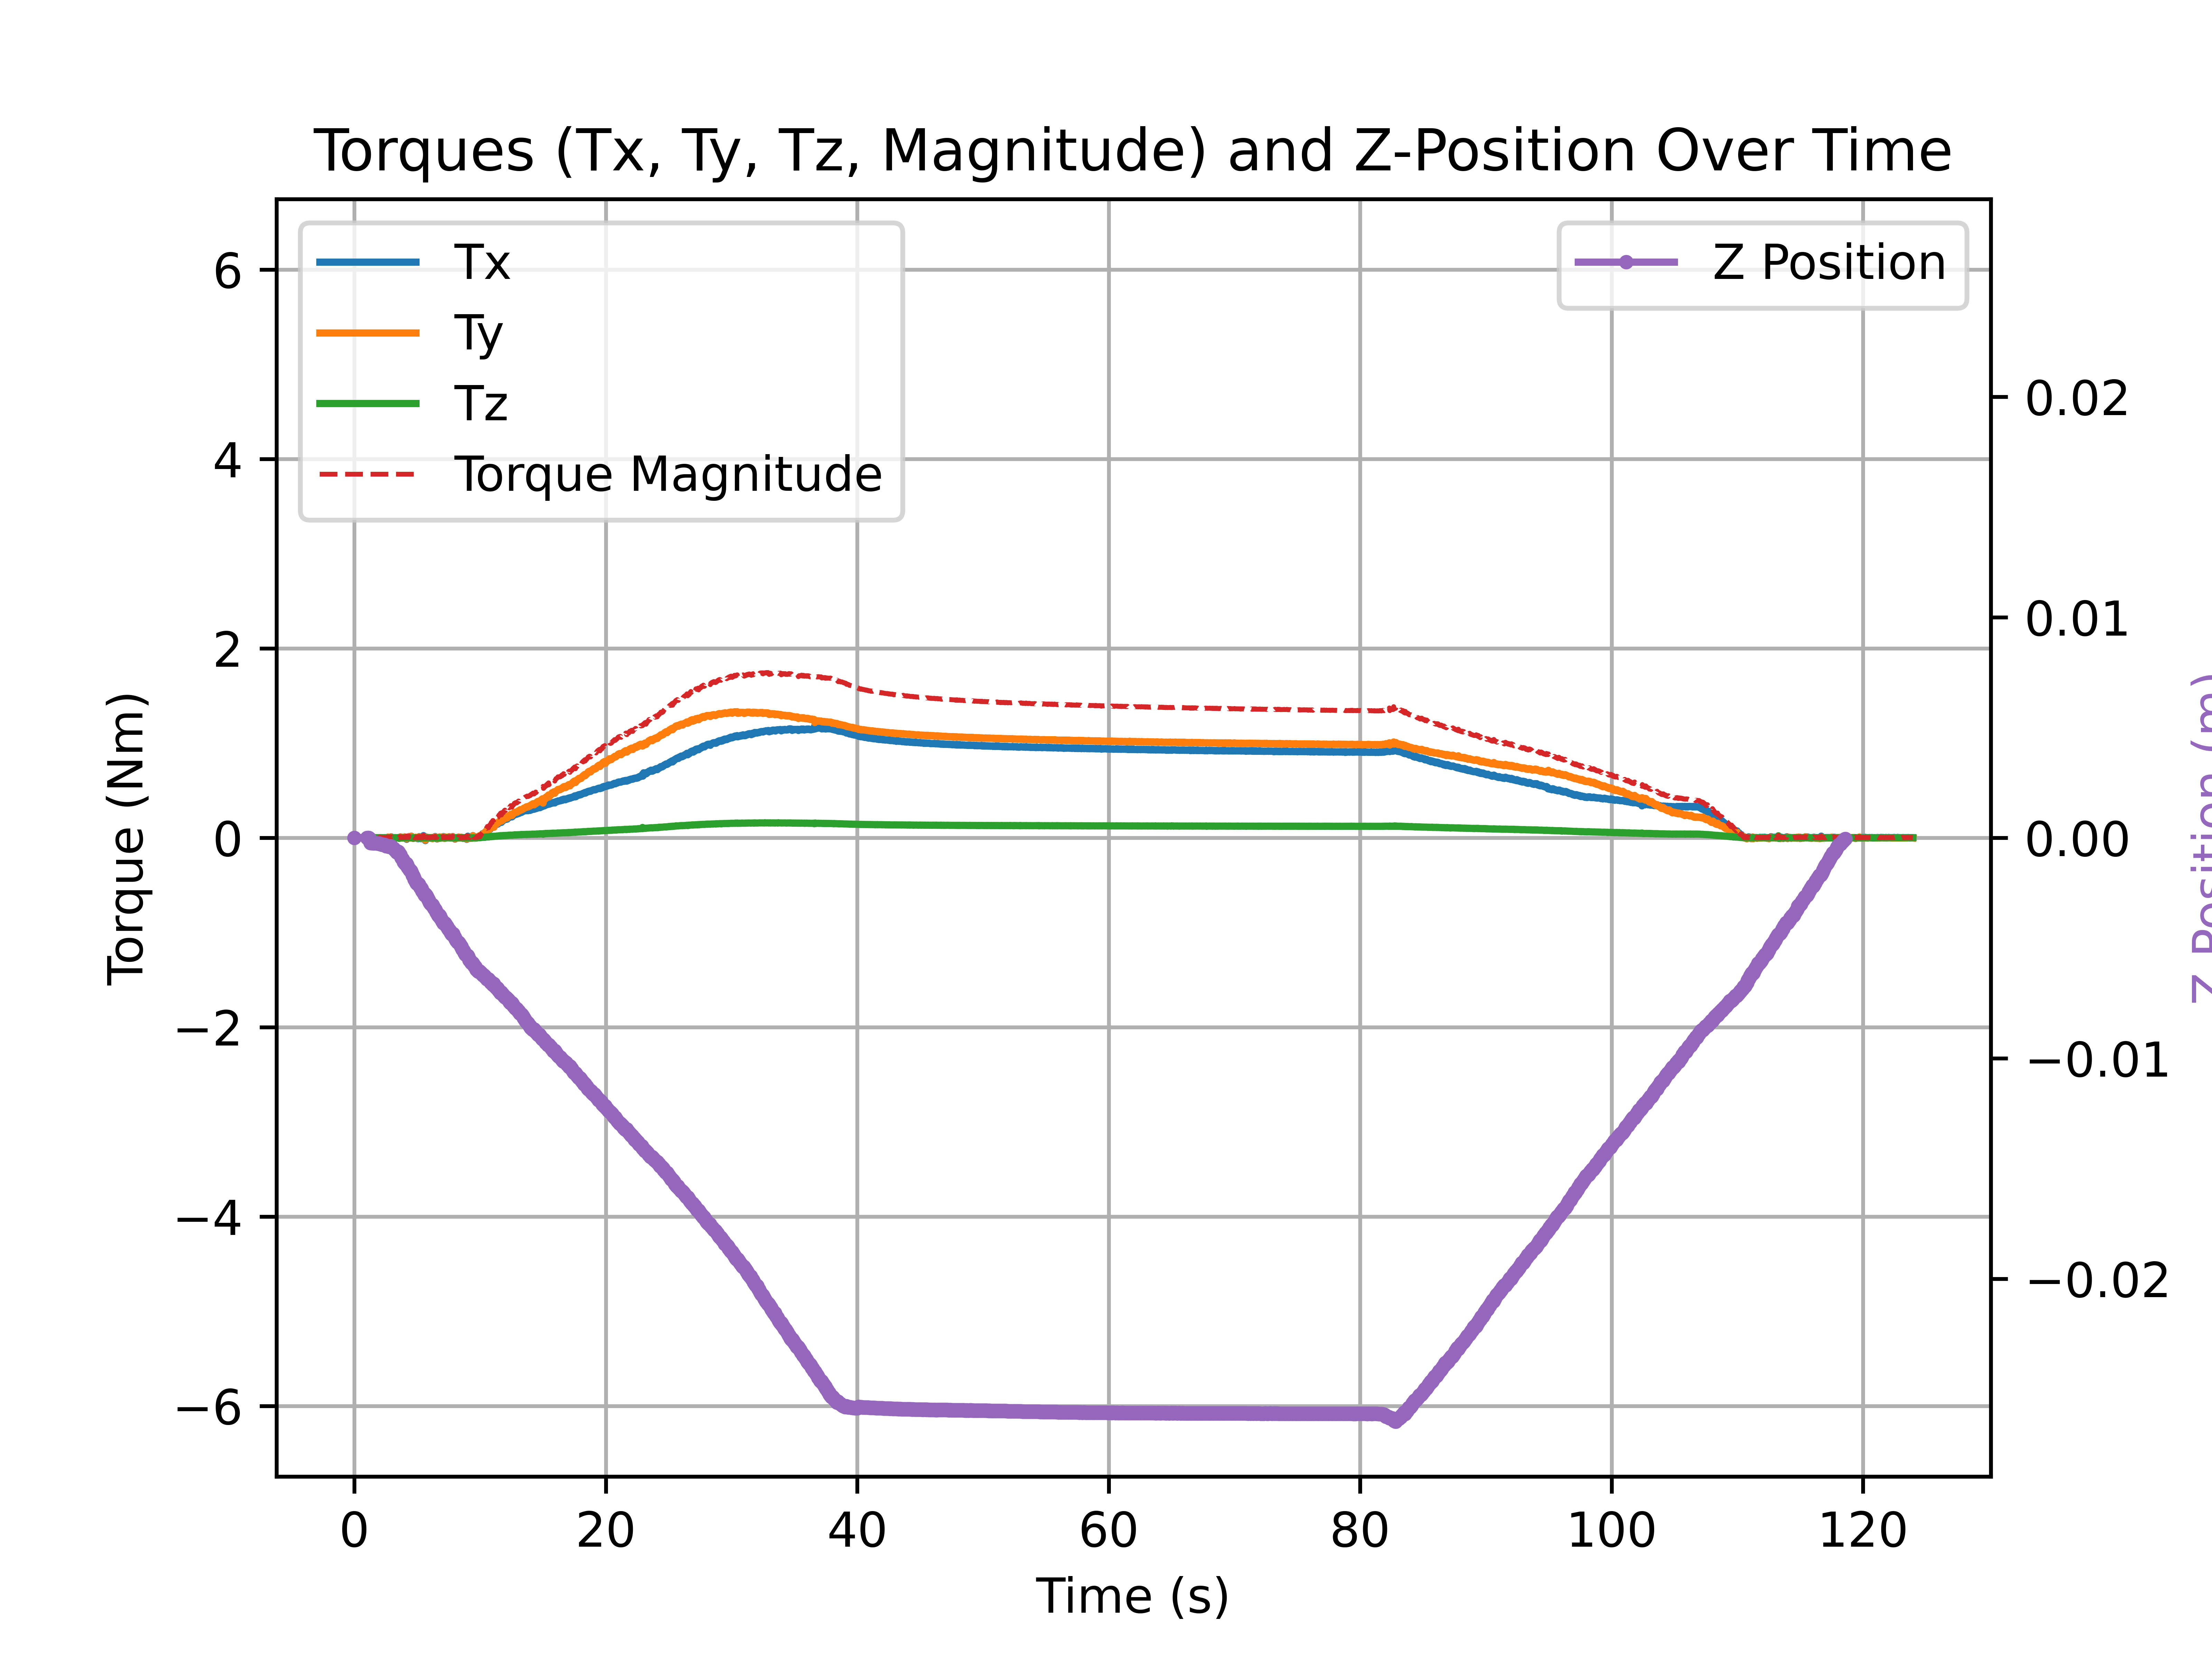 Torques (Tx, Ty, Tz, Magnitude) and Z-Position Over Time
Tx
Ty
Tz
Torque Magnitude
Z Position
6
4
2
0
−2
−4
−6
Torque (Nm)
0.02
0.01
0.00
−0.01
−0.02
Z Position (m)
0
20
40
60
80
100
120
Time (s)